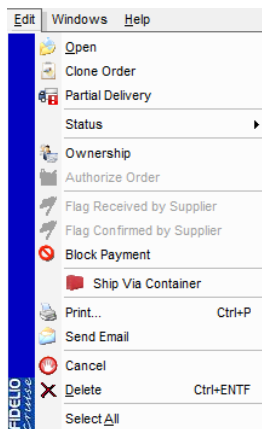 Edit Windows Help
Open
Clone Order
Partial Delivery
Status
Ownership
Authorize Order
Flag Received by Supplier
Flag Confirmed by Supplier
Block Payment
Ship Via Container
Print... Ctrl+P
Send Email
Cancel
Delete Ctrl+ENTF
Select All
FIDELIO
Cruise